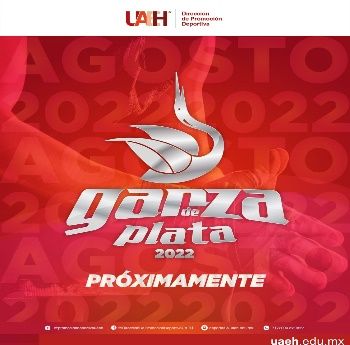 UAEH
Dirección
de Promoción
Deportiva
AGOSTO
2022 2022
AGOSTO
2022 2022
garza
de
plata
2022
PRÓXIMAMENTE
uaeh.edu.mx